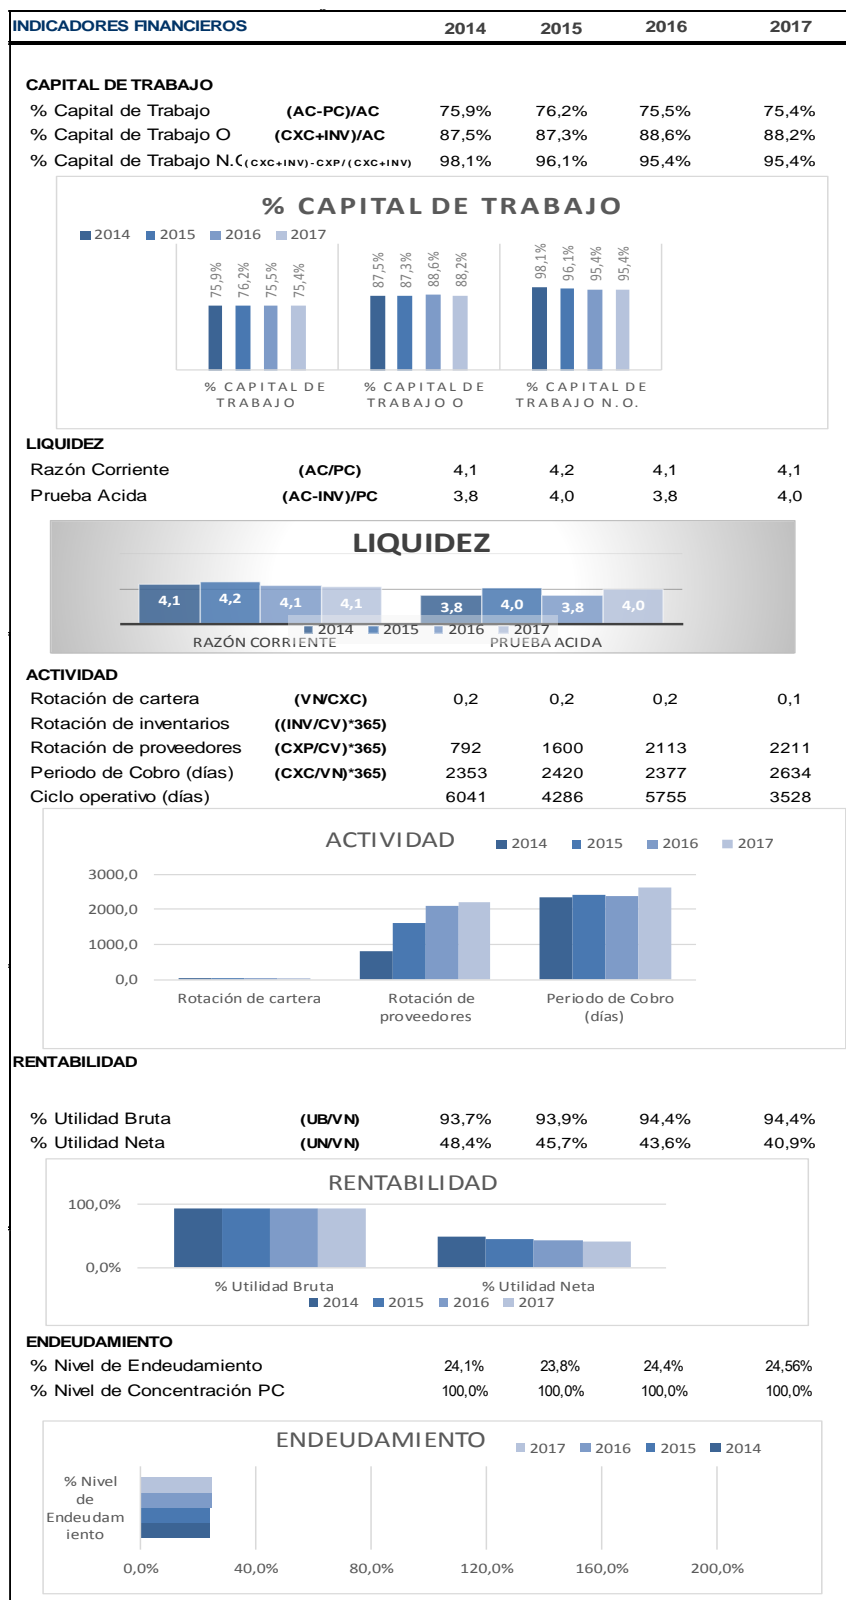 INDICADORES FINANCIEROS 2014 2015 2016 2017
CAPITAL DE TRABAJO
% Capital de Trabajo (AC-PC)/AC 75,9% 76,2% 75,5% 75,4%
% Capital de Trabajo O (CXC+INV)/AC 87,5% 87,3% 88,6% 88,2%
% Capital de Trabajo N.O (CXC+INV)-CXP/(CXC+INV) 98,1% 96,1% 95,4% 95,4%
% CAPITAL DE TRABAJO
2014 2015 2016 2017
75,9% 76,2% 75,5% 75,4% 87,5% 87,3% 88,6% 88,2% 98,1% 96,1% 95,4% 95,4%
% CAPITAL DE TRABAJO % CAPITAL DE TRABAJO O % CAPITAL DE TRABAJO N.O.
LIQUIDEZ
Razón Corriente (AC/PC) 4,1 4,2 4,1 4,1
Prueba Acida (AC-INV)/PC 3,8 4,0 3,8 4,0
LIQUIDEZ
4,1 4,2 4,1 4,1 3,8 4,0 3,8 4,0
2014 2015 2016 2017
RAZÓN CORRIENTE PRUEBA ACIDA
ACTIVIDAD
Rotación de cartera (VN/CXC) 0,2 0,2 0,2 0,1
Rotación de inventarios ((INV/CV)*365)
Rotación de proveedores (CXP/CV)*365) 792 1600 2113 2211
Periodo de Cobro (días) (CXC/VN)*365) 2353 2420 2377 2634
Ciclo operativo (días) 6041 4286 5755 3528
ACTIVIDAD 2014 2015 2016 2017
3000,0
2000,0
1000,0
0,0
Rotación de cartera Rotación de proveedores Periodo de Cobro (días)
RENTABILIDAD
% Utilidad Bruta (UB/VN) 93,7% 93,9% 94,4% 94,4%
% Utilidad Neta (UN/VN) 48,4% 45,7% 43,6% 40,9%
RENTABILIDAD
100,0%
0,0%
% Utilidad Bruta % Utilidad Neta
2014 2015 2016 2017
ENDEUDAMIENTO
% Nivel de Endeudamiento 24,1% 23,8% 24,4% 24,56%
% Nivel de Concentración PC 100,0% 100,0% 100,0% 100,0%
ENDEUDAMIENTO 2017 2016 2015 2014
% Nivel
de
Endeudam
iento
0,0% 40,0% 80,0% 120,0% 160,0% 200,0%